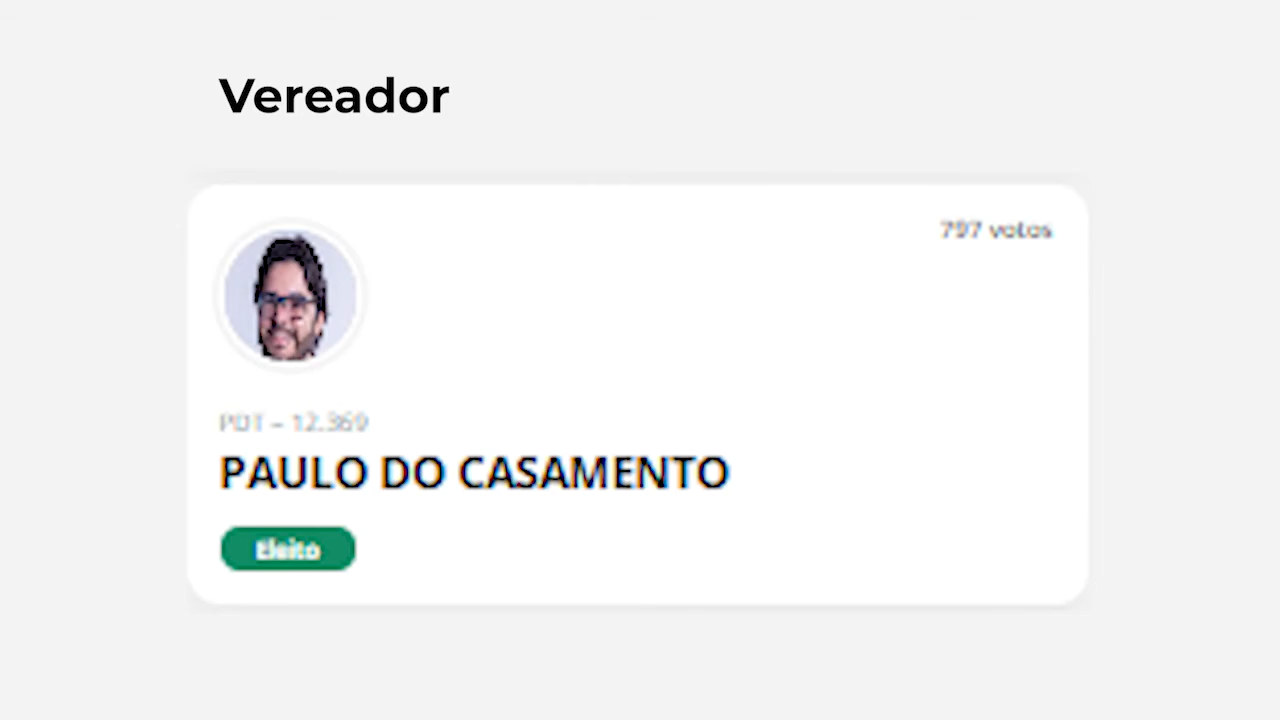 Vereador
797 votos
PDT – 12.369
PAULO DO CASAMENTO
Eleito